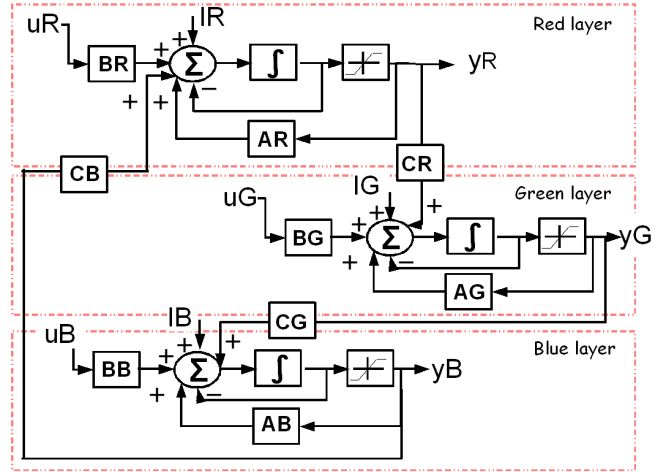 Red layer
uR
IR
BR
+
+
+
Σ
∫
yR
−
+
+
AR
CB
CR
Green layer
uG
IG
+
+
+
BG
Σ
∫
yG
+
−
AG
CG
Blue layer
uB
IB
+
+
+
BB
Σ
∫
yB
+
−
AB